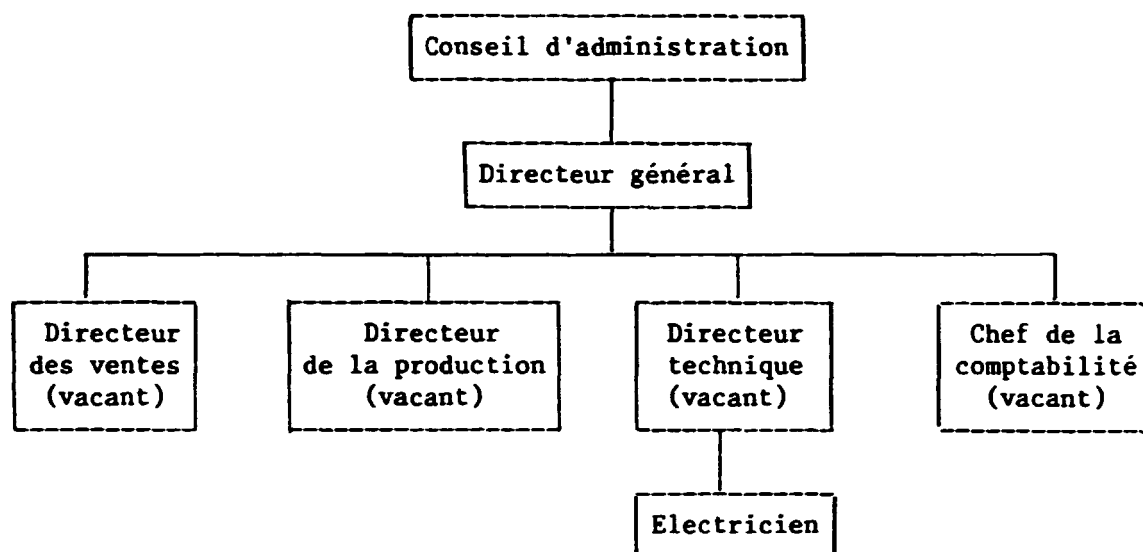 Conseil d'administration
Directeur général
Directeur
des ventes
(vacant)
Directeur
de la production
(vacant)
Directeur
technique
(vacant)
Chef de la
comptabilité
(vacant)
Electricien